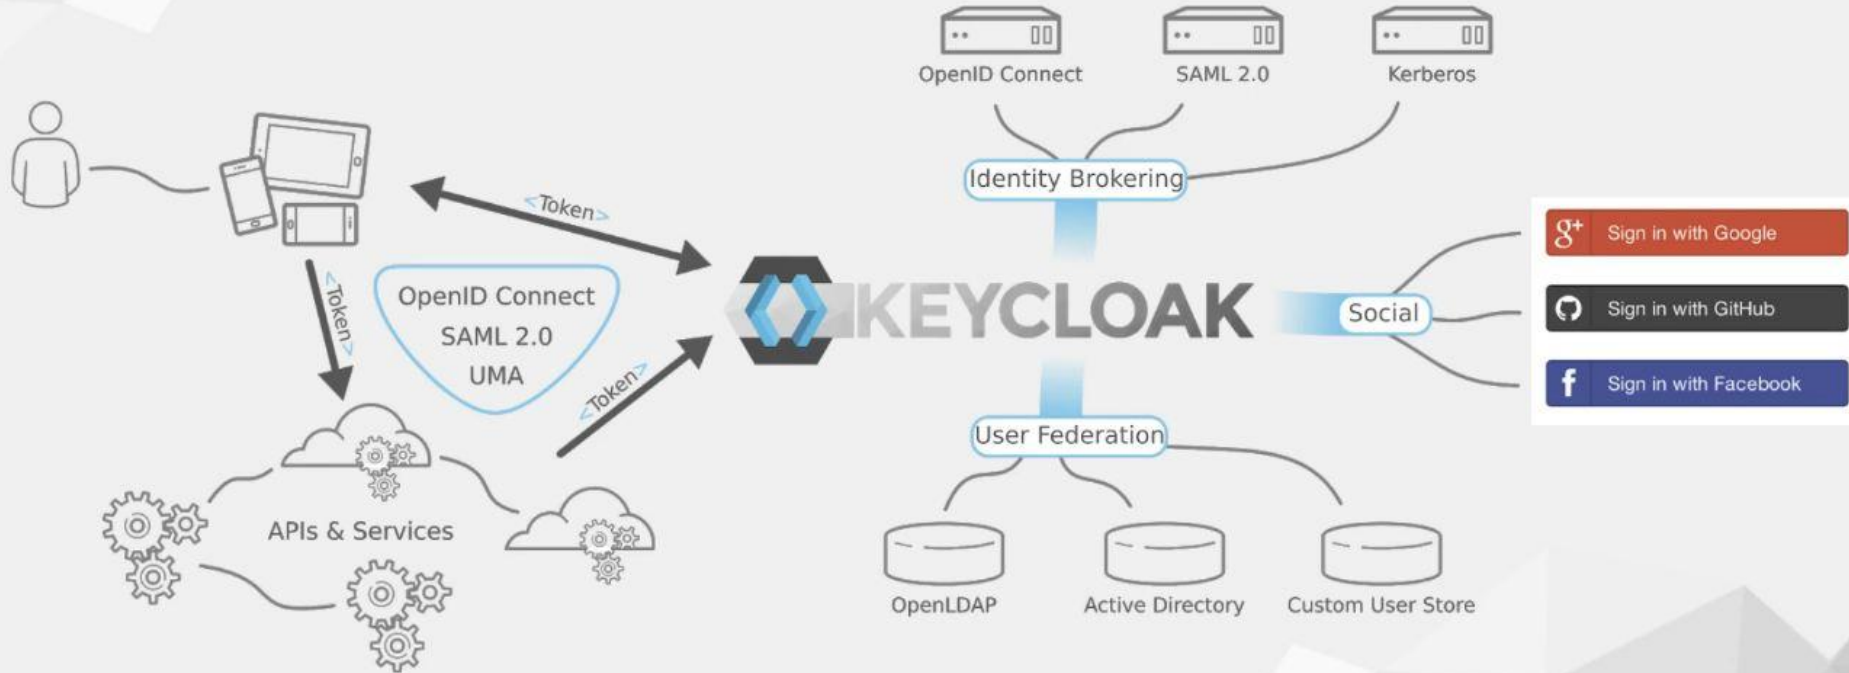 OpenID Connect
SAML 2.0
Kerberos
Identity Brokering
<Token>
<Token>
OpenID Connect
SAML 2.0
UMA
<Token>
KEYCLOAK
Social
g+ Sign in with Google
Sign in with GitHub
f Sign in with Facebook
User Federation
APIs & Services
OpenLDAP
Active Directory
Custom User Store